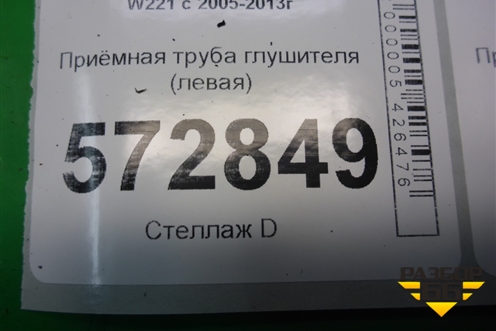 W221 с 2005-2013г
Приёмная труба глушителя
(левая)
572849
Стеллаж D
0000005426476